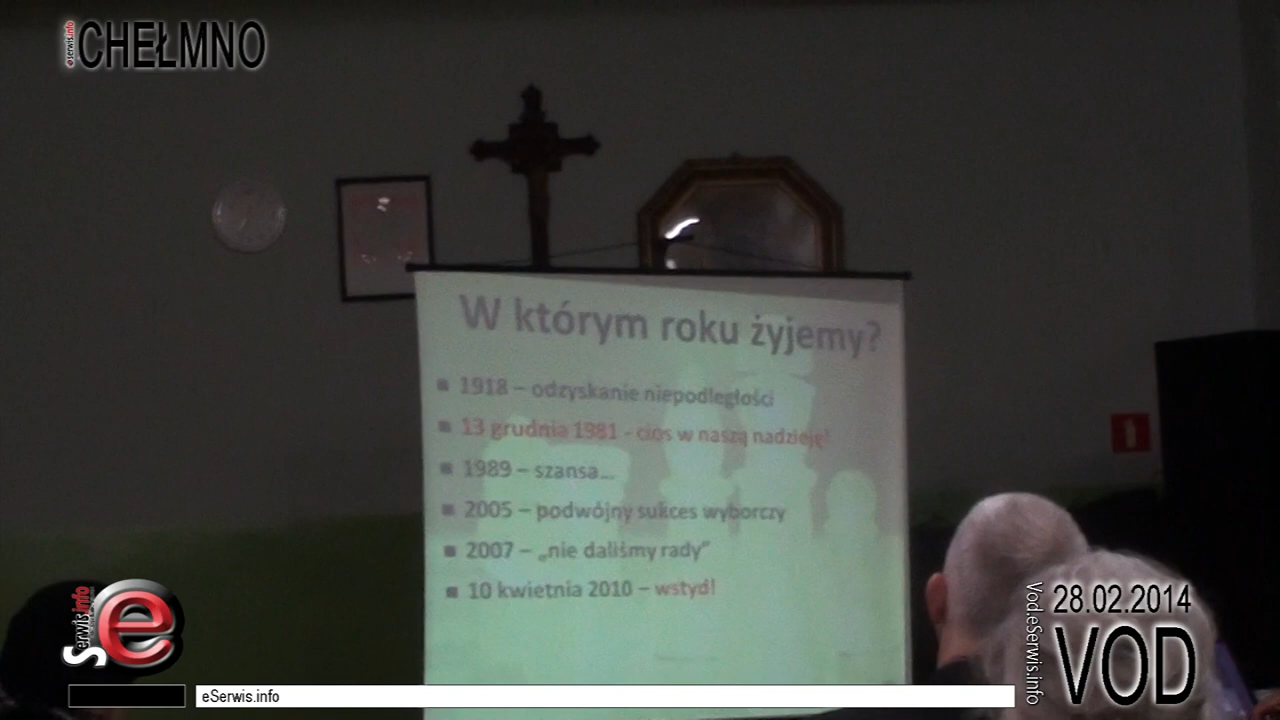 eserwis.info
CHEŁMNO
W którym roku żyjemy?
1918 – odzyskanie niepodległości
13 grudnia 1981 - cios w naszą nadzieję!
1989 – szansa...
2005 – podwójny sukces wyborczy
2007 – „nie daliśmy rady”
10 kwietnia 2010 – wstyd!
e
serwis.info
eSerwis.info
Vod.eSerwis.info
28.02.2014
VOD